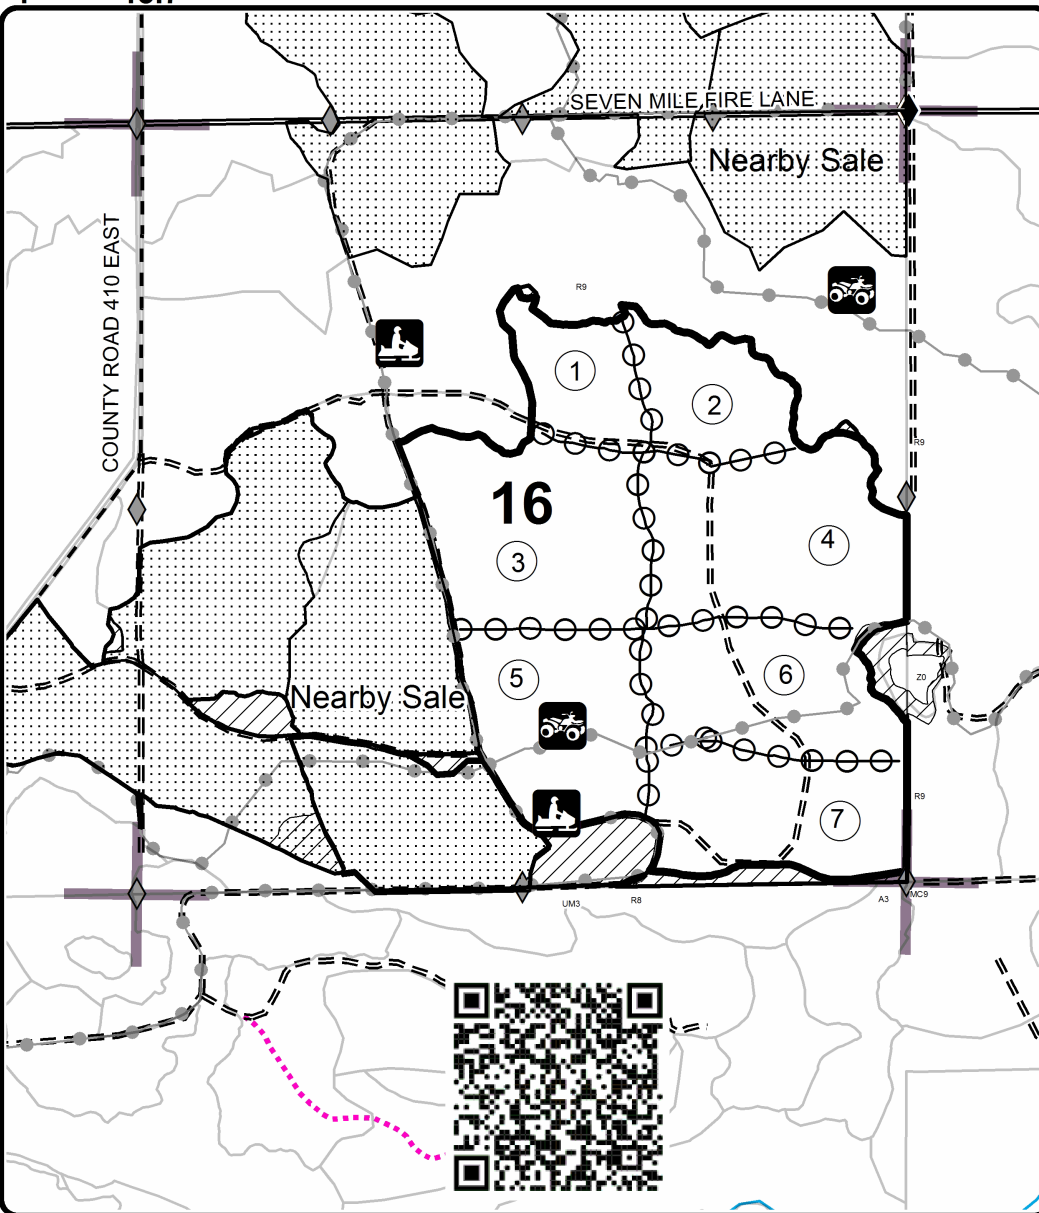 SEVEN MILE FIRE LANE
Nearby Sale
COUNTY ROAD 410 EAST
R9
1
2
R9
16
4
3
5
6
Z0
Nearby Sale
R9
7
UM3
R8
A3
MC9